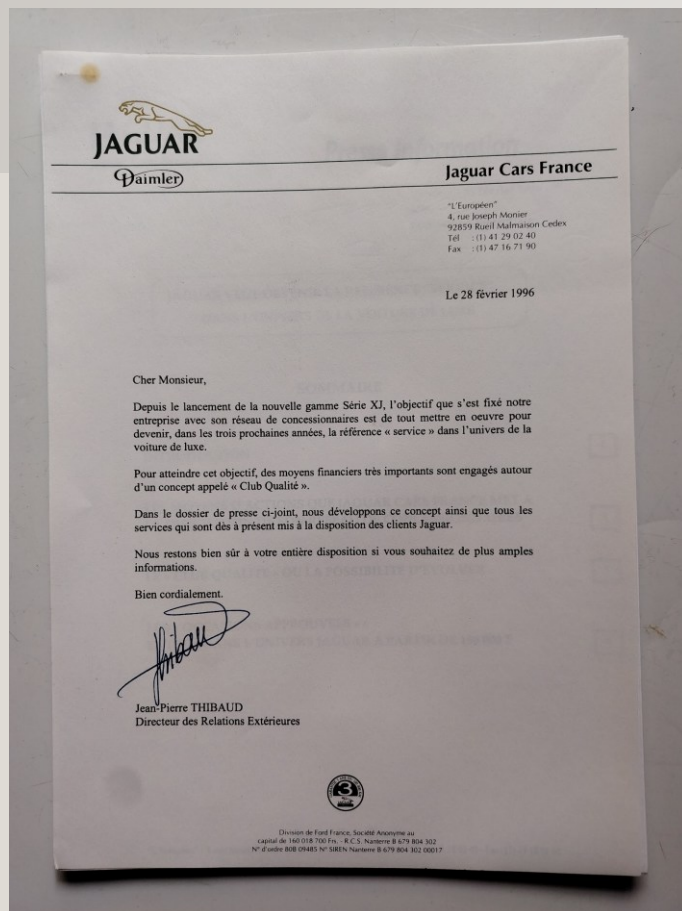 JAGUAR
Daimler
Jaguar Cars France
"L'Européen"
4, rue Joseph Monier
92859 Rueil Malmaison Cedex
Tél : (1) 41 29 02 40
Fax : (1) 47 16 71 90
Le 28 février 1996
Cher Monsieur,
Depuis le lancement de la nouvelle gamme Série XJ, l'objectif que s'est fixé notre
entreprise avec son réseau de concessionnaires est de tout mettre en oeuvre pour
devenir, dans les trois prochaines années, la référence « service » dans l'univers de la
voiture de luxe.
Pour atteindre cet objectif, des moyens financiers très importants sont engagés autour
d'un concept appelé « Club Qualité ».
Dans le dossier de presse ci-joint, nous développons ce concept ainsi que tous les
services qui sont dès à présent mis à la disposition des clients Jaguar.
Nous restons bien sûr à votre entière disposition si vous souhaitez de plus amples
informations.
Bien cordialement.
Thibaud
Jean-Pierre THIBAUD
Directeur des Relations Extérieures
3
Division de Ford France, Société Anonyme au
capital de 160 018 700 Frs. - R.C.S. Nanterre B 679 804 302
N° d'ordre 80B 09485 N° SIREN Nanterre B 679 804 302 00017